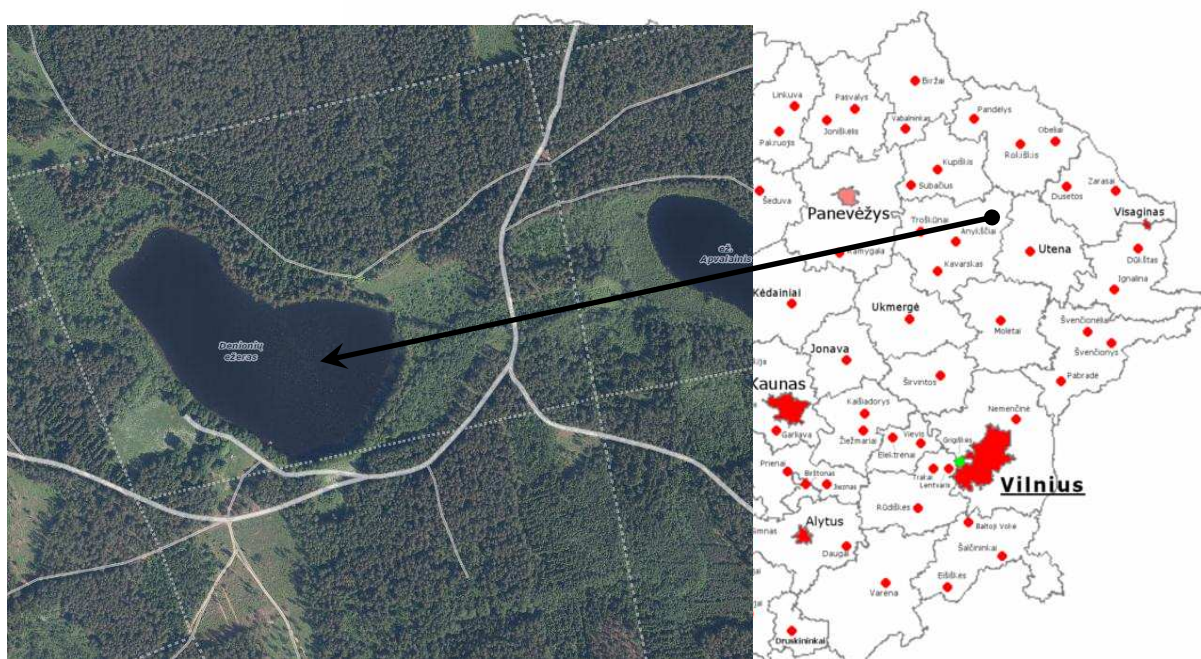 Denionių
ežeras
ež.
Apvalainis
Biržai
Linkuva
Pasvalys
Pandėlys
Vabalninkas
Joniškėlis
Obeliai
Pakruojis
Rokiškis
Kupiškis
Subačius
Zarasai
Dusetos
Šeduva
Panevėžys
Visaginas
Troškūnai
Anykščiai
Utena
Dūkštas
Ramygala
Kavarskas
Ignalina
Kėdainiai
Ukmergė
Molėtai
Švenčionėliai
Švenčionys
Jonava
Pabradė
Širvintos
Kaunas
Kaišiadorys
Nemenčinė
Garliava
Žiežmariai
Vievis
Grigiškės
Elektrėnai
Prienai
Birštonas
Jieznas
Trakai
Lentvaris
Vilnius
Rūdiškės
Alytus
Baltoji Vokė
Daugai
Šalčininkai
Eišiškės
Varėna
Druskininkai